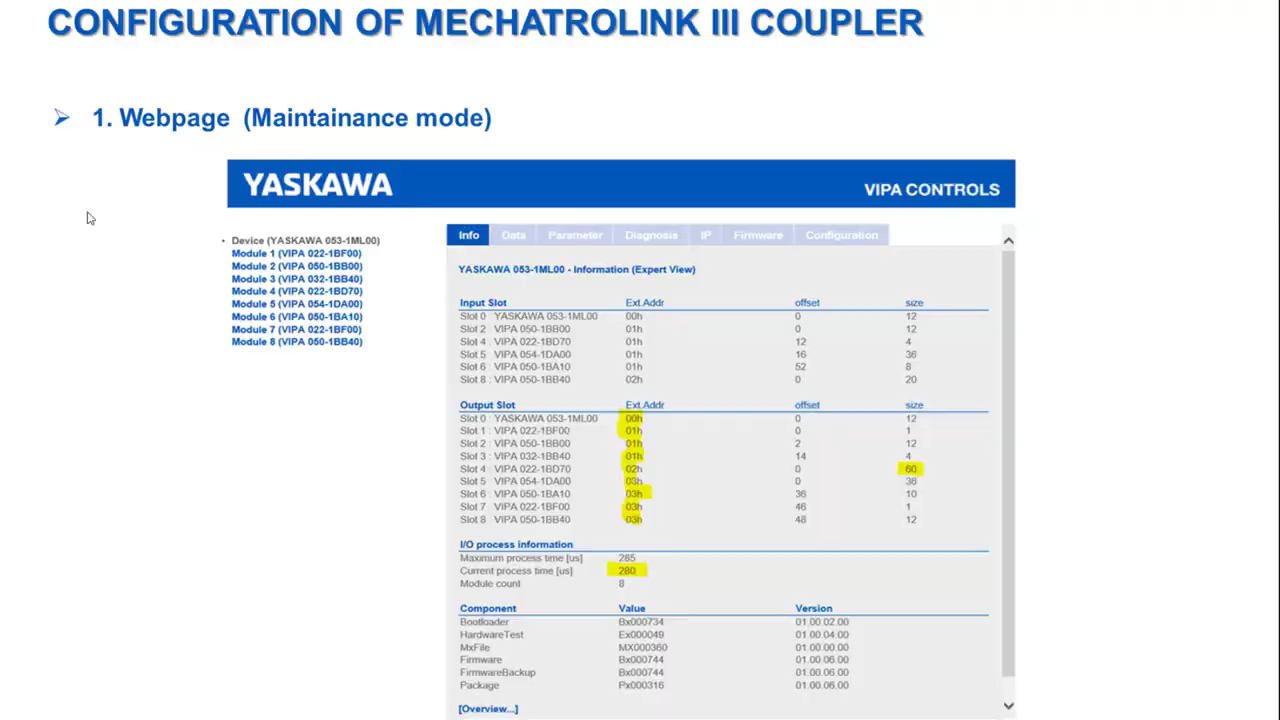 CONFIGURATION OF MECHATROLINK III COUPLER
1. Webpage (Maintainance mode)
YASKAWA
VIPA CONTROLS
Device (YASKAWA 053-1ML00)
Module 1 (VIPA 022-1BF00)
Module 2 (VIPA 050-1BB00)
Module 3 (VIPA 032-1BB40)
Module 4 (VIPA 022-1BD70)
Module 5 (VIPA 054-1DA00)
Module 6 (VIPA 050-1BA10)
Module 7 (VIPA 022-1BF00)
Module 8 (VIPA 050-1BB40)
Info Data Parameter Diagnosis IP Firmware Configuration
YASKAWA 053-1ML00 - Information (Expert View)
Input Slot Ext.Addr offset size
Slot 0 YASKAWA 053-1ML00 00h 0 12
Slot 2 : VIPA 050-1BB00 01h 0 12
Slot 4 : VIPA 022-1BD70 01h 12 4
Slot 5 : VIPA 054-1DA00 01h 16 36
Slot 6 : VIPA 050-1BA10 01h 52 8
Slot 8 : VIPA 050-1BB40 02h 0 20
Output Slot Ext.Addr offset size
Slot 0 : YASKAWA 053-1ML00 00h 0 12
Slot 1 : VIPA 022-1BF00 01h 0 1
Slot 2 : VIPA 050-1BB00 01h 2 12
Slot 3 : VIPA 032-1BB40 01h 14 4
Slot 4 : VIPA 022-1BD70 02h 0 60
Slot 5 : VIPA 054-1DA00 03h 0 36
Slot 6 : VIPA 050-1BA10 03h 36 10
Slot 7 : VIPA 022-1BF00 03h 46 1
Slot 8 : VIPA 050-1BB40 03h 48 12
I/O process information
Maximum process time [us] 285
Current process time [us] 280
Module count 8
Component Value Version
Bootloader Bx000734 01.00.02.00
HardwareTest Ex000049 01.00.04.00
MxFile MX000360 01.00.00.00
Firmware Bx000744 01.00.06.00
FirmwareBackup Bx000744 01.00.06.00
Package Px000316 01.00.06.00
[Overview...]